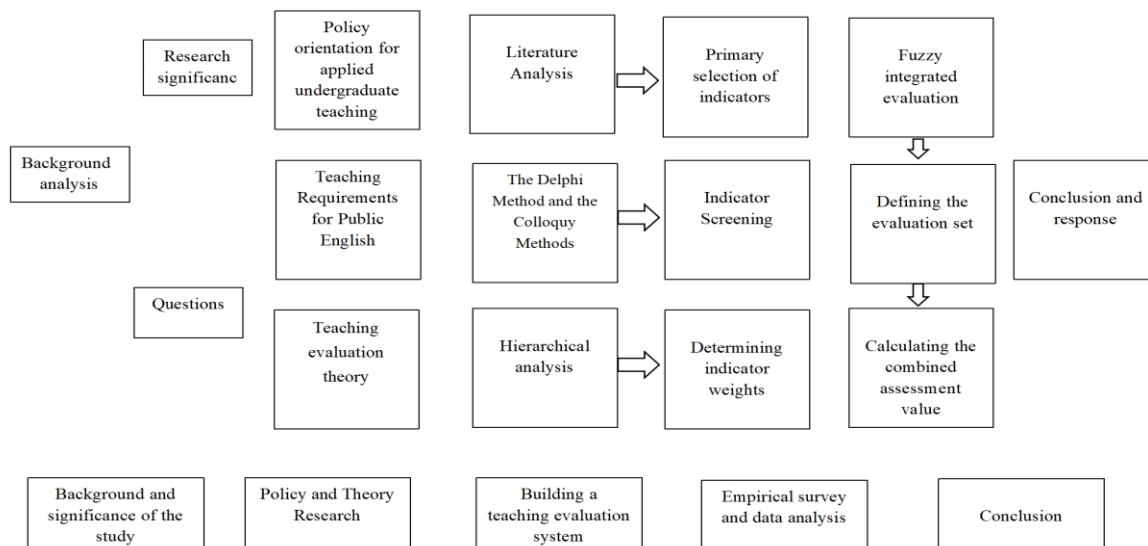 Research
significanc
Policy
orientation for
applied
undergraduate
teaching
Literature
Analysis
Primary
selection of
indicators
Fuzzy
integrated
evaluation
Background
analysis
Teaching
Requirements
for Public
English
The Delphi
Method and the
Colloquy
Methods
Indicator
Screening
Defining the
evaluation set
Conclusion and
response
Questions
Teaching
evaluation
theory
Hierarchical
analysis
Determining
indicator
weights
Calculating the
combined
assessment
value
Background and
significance of the
study
Policy and Theory
Research
Building a
teaching evaluation
system
Empirical survey
and data analysis
Conclusion